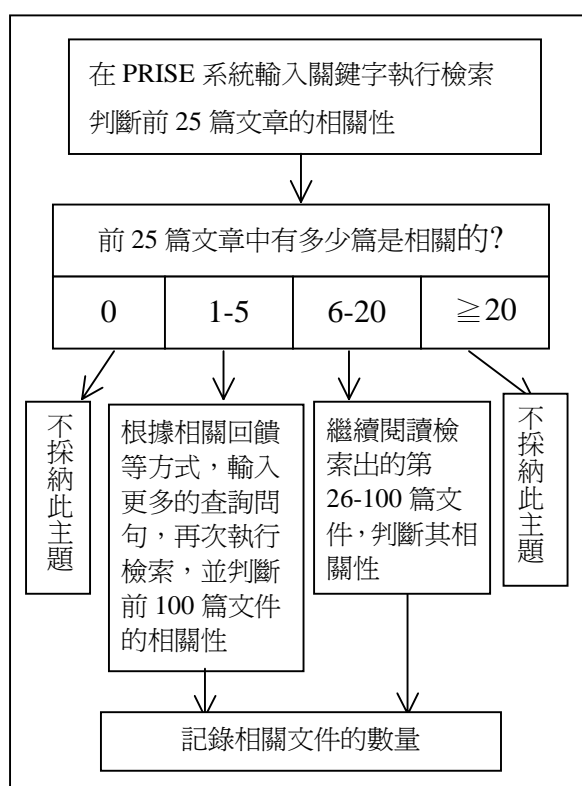 在 PRISE 系統輸入關鍵字執行檢索
判斷前 25 篇文章的相關性
前 25 篇文章中有多少篇是相關的?
0
1-5
6-20
≧20
不採納此主題
根據相關回饋
等方式，輸入
更多的查詢問
句，再次執行
檢索，並判斷
前 100 篇文件
的相關性
繼續閱讀檢
索出的第
26-100 篇文
件，判斷其相
關性
不採納此主題
記錄相關文件的數量